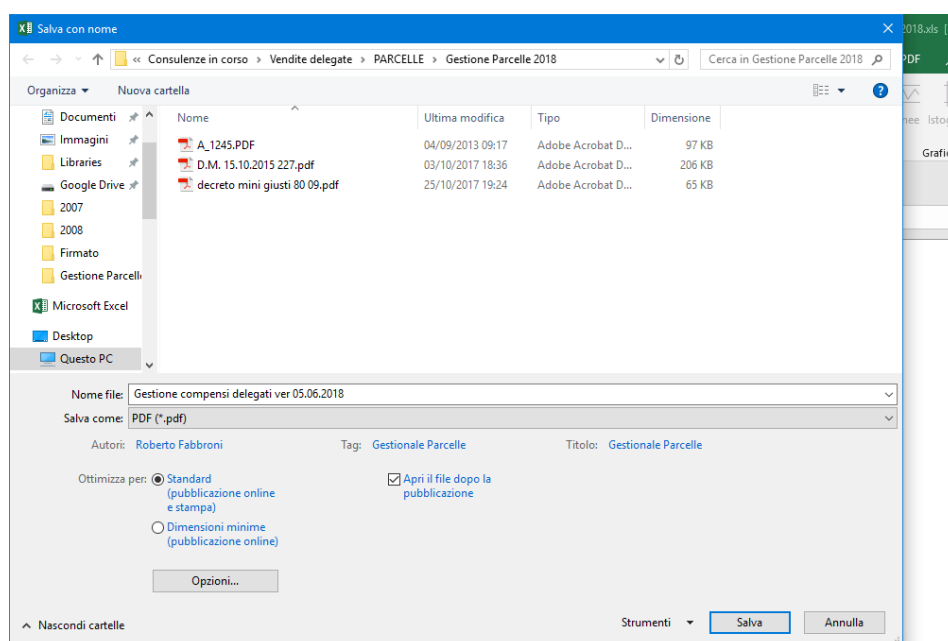 Salva con nome
2018.xls [
« Consulenze in corso › Vendite delegate › PARCELLE › Gestione Parcelle 2018
Cerca in Gestione Parcelle 2018
PDF
Organizza
Nuova cartella
Documenti
Immagini
Libraries
Google Drive
2007
2008
Firmato
Gestione Parcelle
Microsoft Excel
Desktop
Questo PC
Nome Ultima modifica Tipo Dimensione
A_1245.PDF 04/09/2013 09:17 Adobe Acrobat D... 97 KB
D.M. 15.10.2015 227.pdf 03/10/2017 18:36 Adobe Acrobat D... 206 KB
decreto mini giusti 80 09.pdf 25/10/2017 19:24 Adobe Acrobat D... 65 KB
nee Istog
Grafic
Nome file: Gestione compensi delegati ver 05.06.2018
Salva come: PDF (*.pdf)
Autori: Roberto Fabbroni Tag: Gestionale Parcelle Titolo: Gestionale Parcelle
Ottimizza per: Standard
(pubblicazione online
e stampa)
Dimensioni minime
(pubblicazione online)
Apri il file dopo la
pubblicazione
Opzioni...
Nascondi cartelle
Strumenti
Salva
Annulla